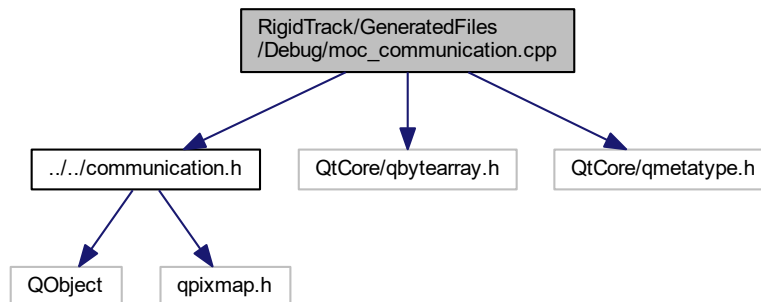 RigidTrack/GeneratedFiles
/Debug/moc_communication.cpp
../../communication.h
QtCore/qbytearray.h
QtCore/qmetatype.h
QObject
qpixmap.h